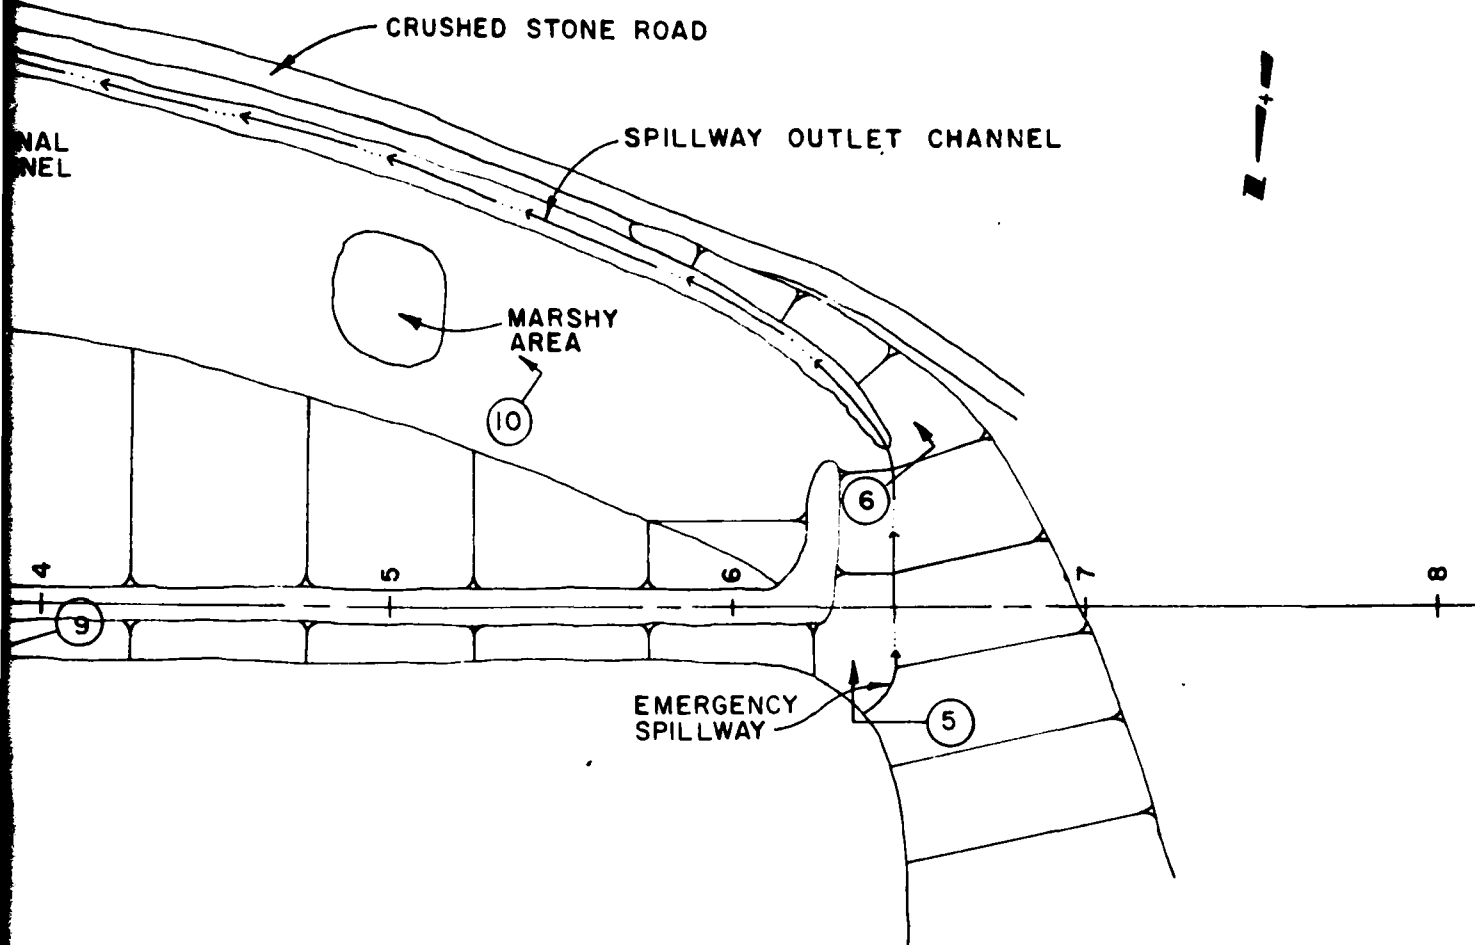 CRUSHED STONE ROAD
SPILLWAY OUTLET CHANNEL
NAL
NEL
MARSHY
AREA
10
6
4
5
6
7
8
9
EMERGENCY
SPILLWAY
5
N